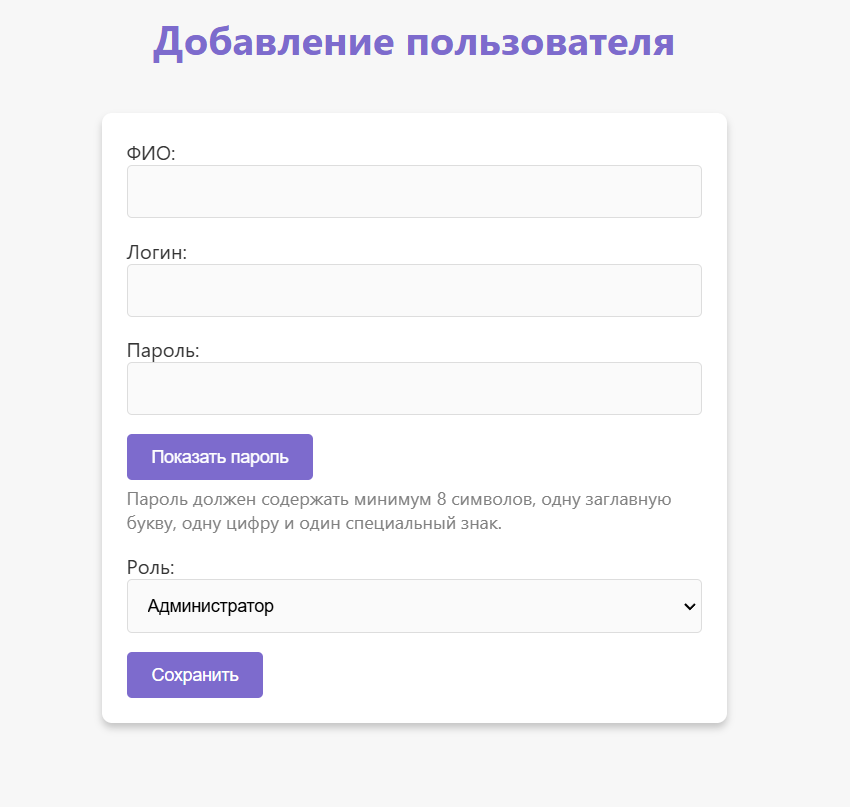 Добавление пользователя
ФИО:
Логин:
Пароль:
Показать пароль
Пароль должен содержать минимум 8 символов, одну заглавную
букву, одну цифру и один специальный знак.
Роль:
Администратор
Сохранить